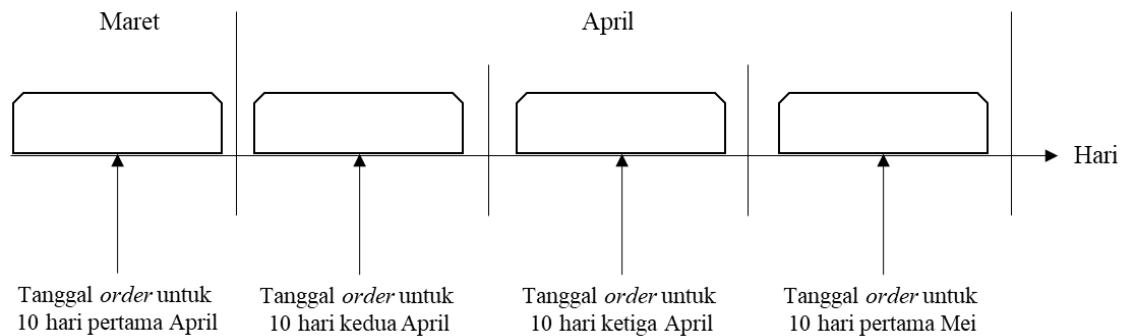 Maret
April
Hari
Tanggal order untuk
10 hari pertama April
Tanggal order untuk
10 hari kedua April
Tanggal order untuk
10 hari ketiga April
Tanggal order untuk
10 hari pertama Mei